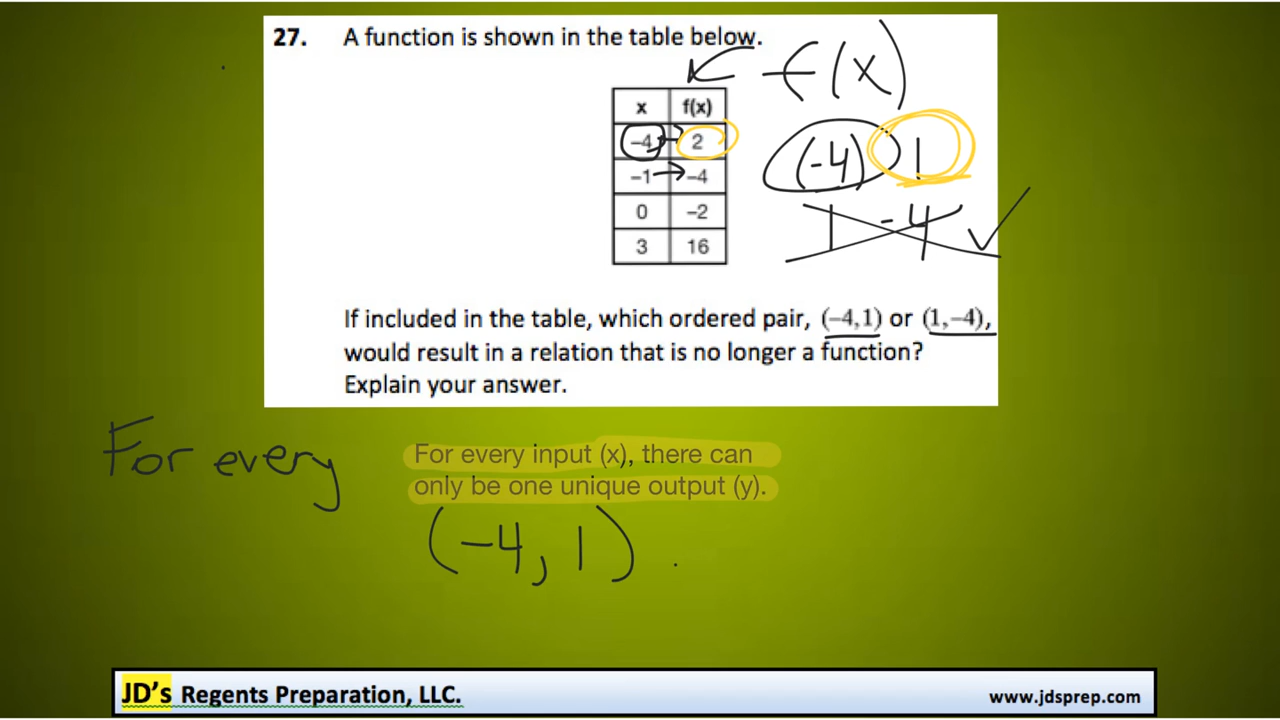 27. A function is shown in the table below.
f(x)
x f(x)
-4 2
-1 -4
0 -2
3 16
(-4) 1
1 -4
If included in the table, which ordered pair, (-4,1) or (1,-4),
would result in a relation that is no longer a function?
Explain your answer.
For every
For every input (x), there can
only be one unique output (y).
(-4, 1)
JD's Regents Preparation, LLC.
www.jdsprep.com